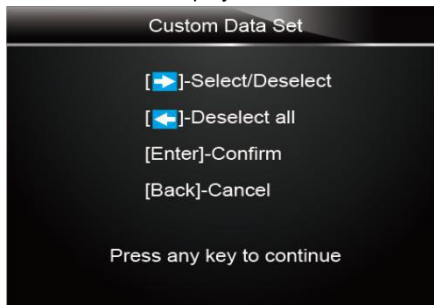 Custom Data Set
[→]-Select/Deselect
[←]-Deselect all
[Enter]-Confirm
[Back]-Cancel
Press any key to continue